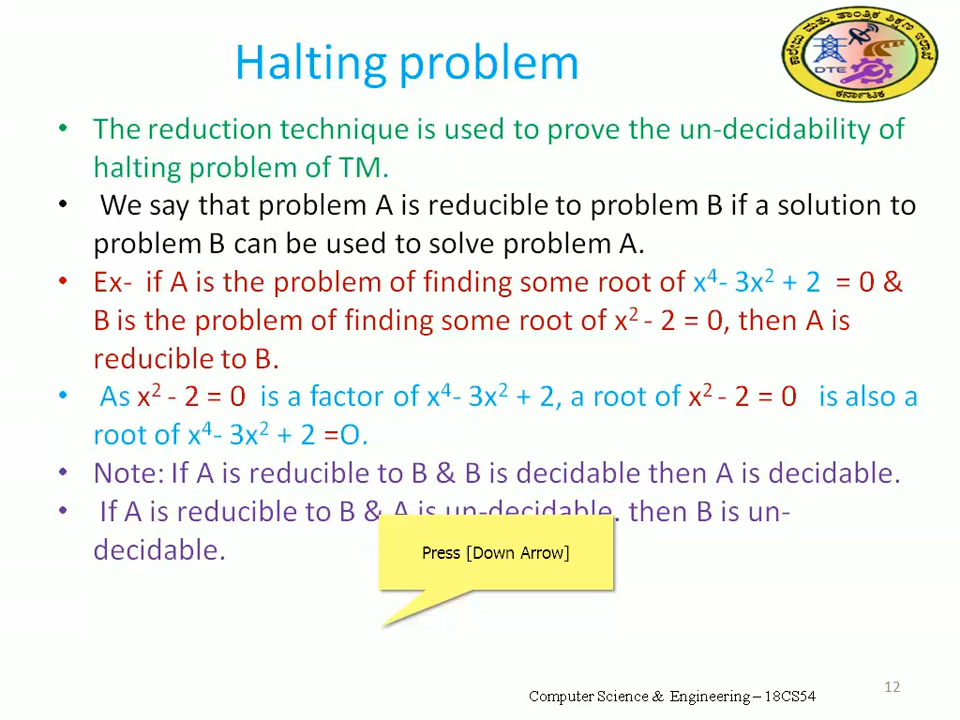 Halting problem
DTE
ಕರ್ನಾಟಕ
• The reduction technique is used to prove the un-decidability of
halting problem of TM.
• We say that problem A is reducible to problem B if a solution to
problem B can be used to solve problem A.
• Ex- if A is the problem of finding some root of x⁴- 3x² + 2 = 0 &
B is the problem of finding some root of x² - 2 = 0, then A is
reducible to B.
• As x² - 2 = 0 is a factor of x⁴- 3x² + 2, a root of x² - 2 = 0 is also a
root of x⁴- 3x² + 2 =O.
• Note: If A is reducible to B & B is decidable then A is decidable.
• If A is reducible to B & A is un-decidable. then B is un-
decidable.
Press [Down Arrow]
Computer Science & Engineering – 18CS54
12